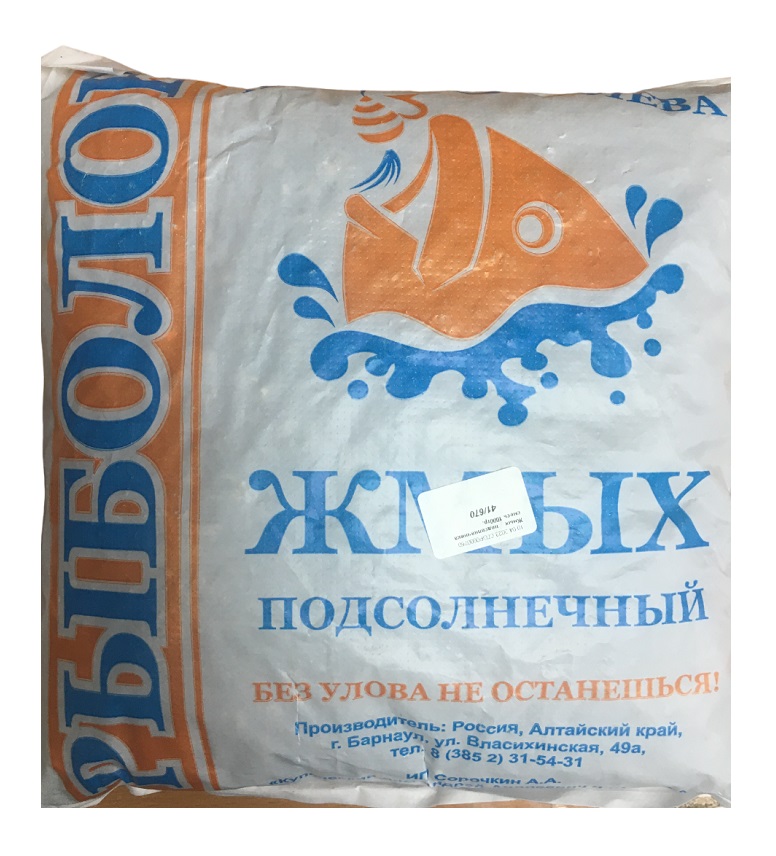 РЫБОЛО
ЖМЫХ
41/670
ПОДСОЛНЕЧНЫЙ
БЕЗ УЛОВА НЕ ОСТАНЕШЬСЯ!
Производитель: Россия, Алтайский край,
г. Барнаул, ул. Власихинская, 49а,
тел. 8 (385 2) 31-54-31
ИП Сорочкин А.А.